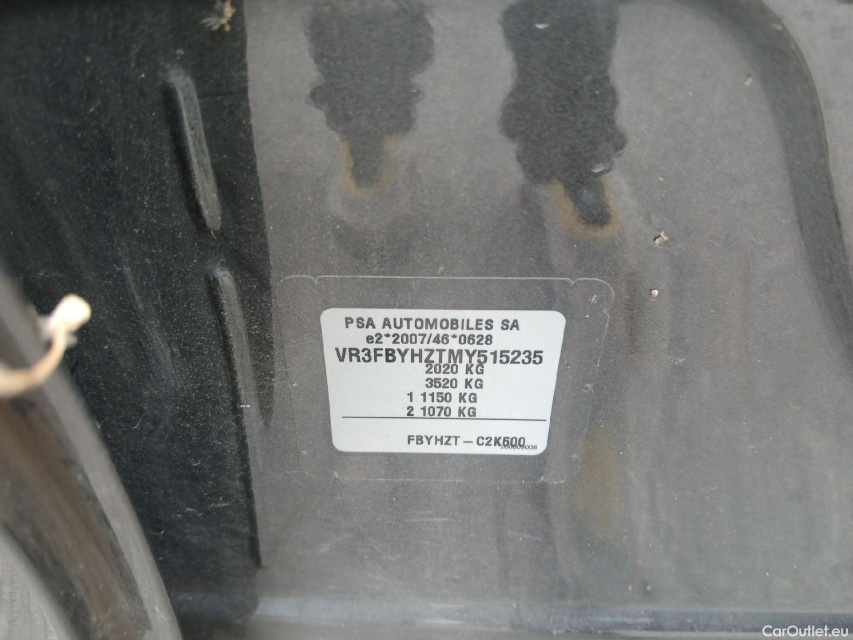 PSA AUTOMOBILES SA
e2*2007/46*0628
VR3FBYHZTMY515235
2020 KG
3520 KG
1 1150 KG
2 1070 KG
FBYHZT – C2K600
CarOutlet.eu